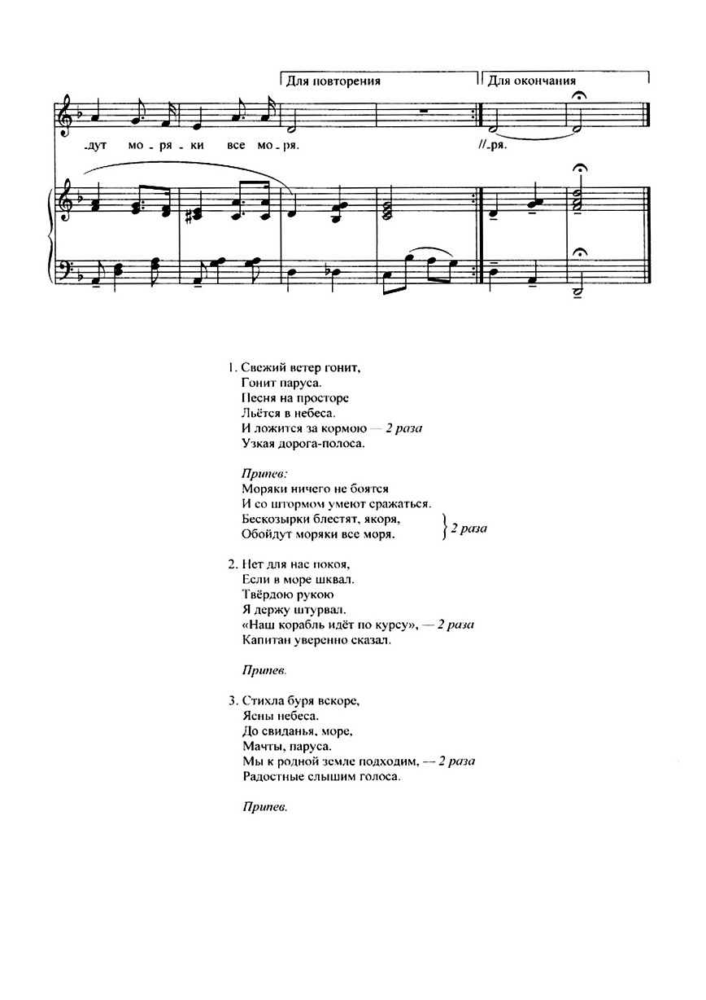 Для повторения
Для окончания
-дут мо - ря - ки все мо - ря.
//-ря.
1. Свежий ветер гонит,
Гонит паруса.
Песня на просторе
Льётся в небеса.
И ложится за кормою — 2 раза
Узкая дорога-полоса.
Припев:
Моряки ничего не боятся
И со штормом умеют сражаться.
Бескозырки блестят, якоря,
Обойдут моряки все моря.
2 раза
2. Нет для нас покоя,
Если в море шквал.
Твёрдою рукою
Я держу штурвал.
«Наш корабль идёт по курсу», — 2 раза
Капитан уверенно сказал.
Припев.
3. Стихла буря вскоре,
Ясны небеса.
До свиданья, море,
Мачты, паруса.
Мы к родной земле подходим, — 2 раза
Радостные слышим голоса.
Припев.